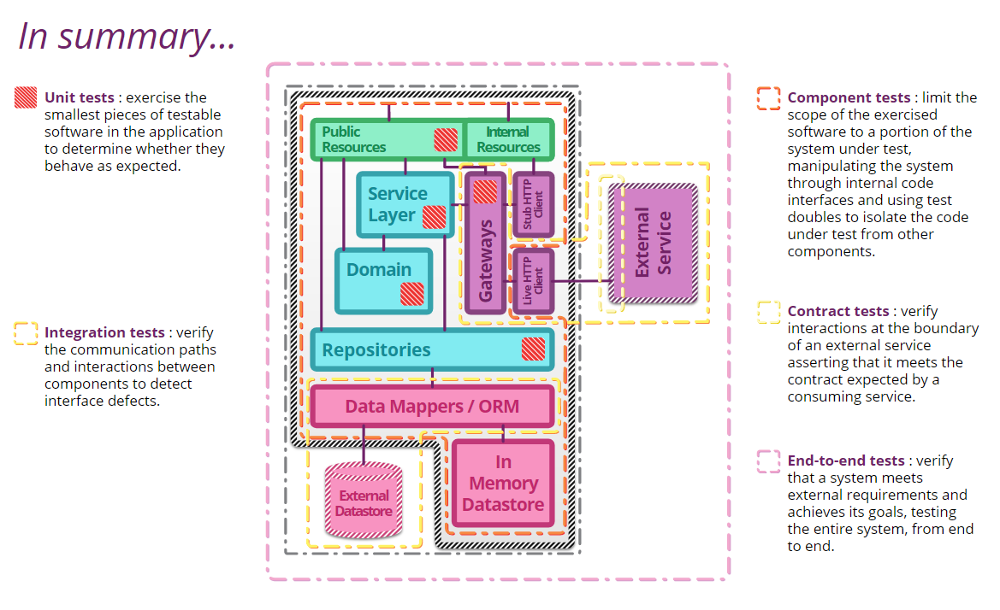 In summary...
Unit tests : exercise the
smallest pieces of testable
software in the application
to determine whether they
behave as expected.
Integration tests : verify
the communication paths
and interactions between
components to detect
interface defects.
Public
Resources
Internal
Resources
Service
Layer
Domain
Gateways
Stub HTTP
Client
Live HTTP
Client
External
Service
Repositories
Data Mappers / ORM
External
Datastore
In
Memory
Datastore
Component tests : limit the
scope of the exercised
software to a portion of the
system under test,
manipulating the system
through internal code
interfaces and using test
doubles to isolate the code
under test from other
components.
Contract tests : verify
interactions at the boundary
of an external service
asserting that it meets the
contract expected by a
consuming service.
End-to-end tests : verify
that a system meets
external requirements and
achieves its goals, testing
the entire system, from end
to end.